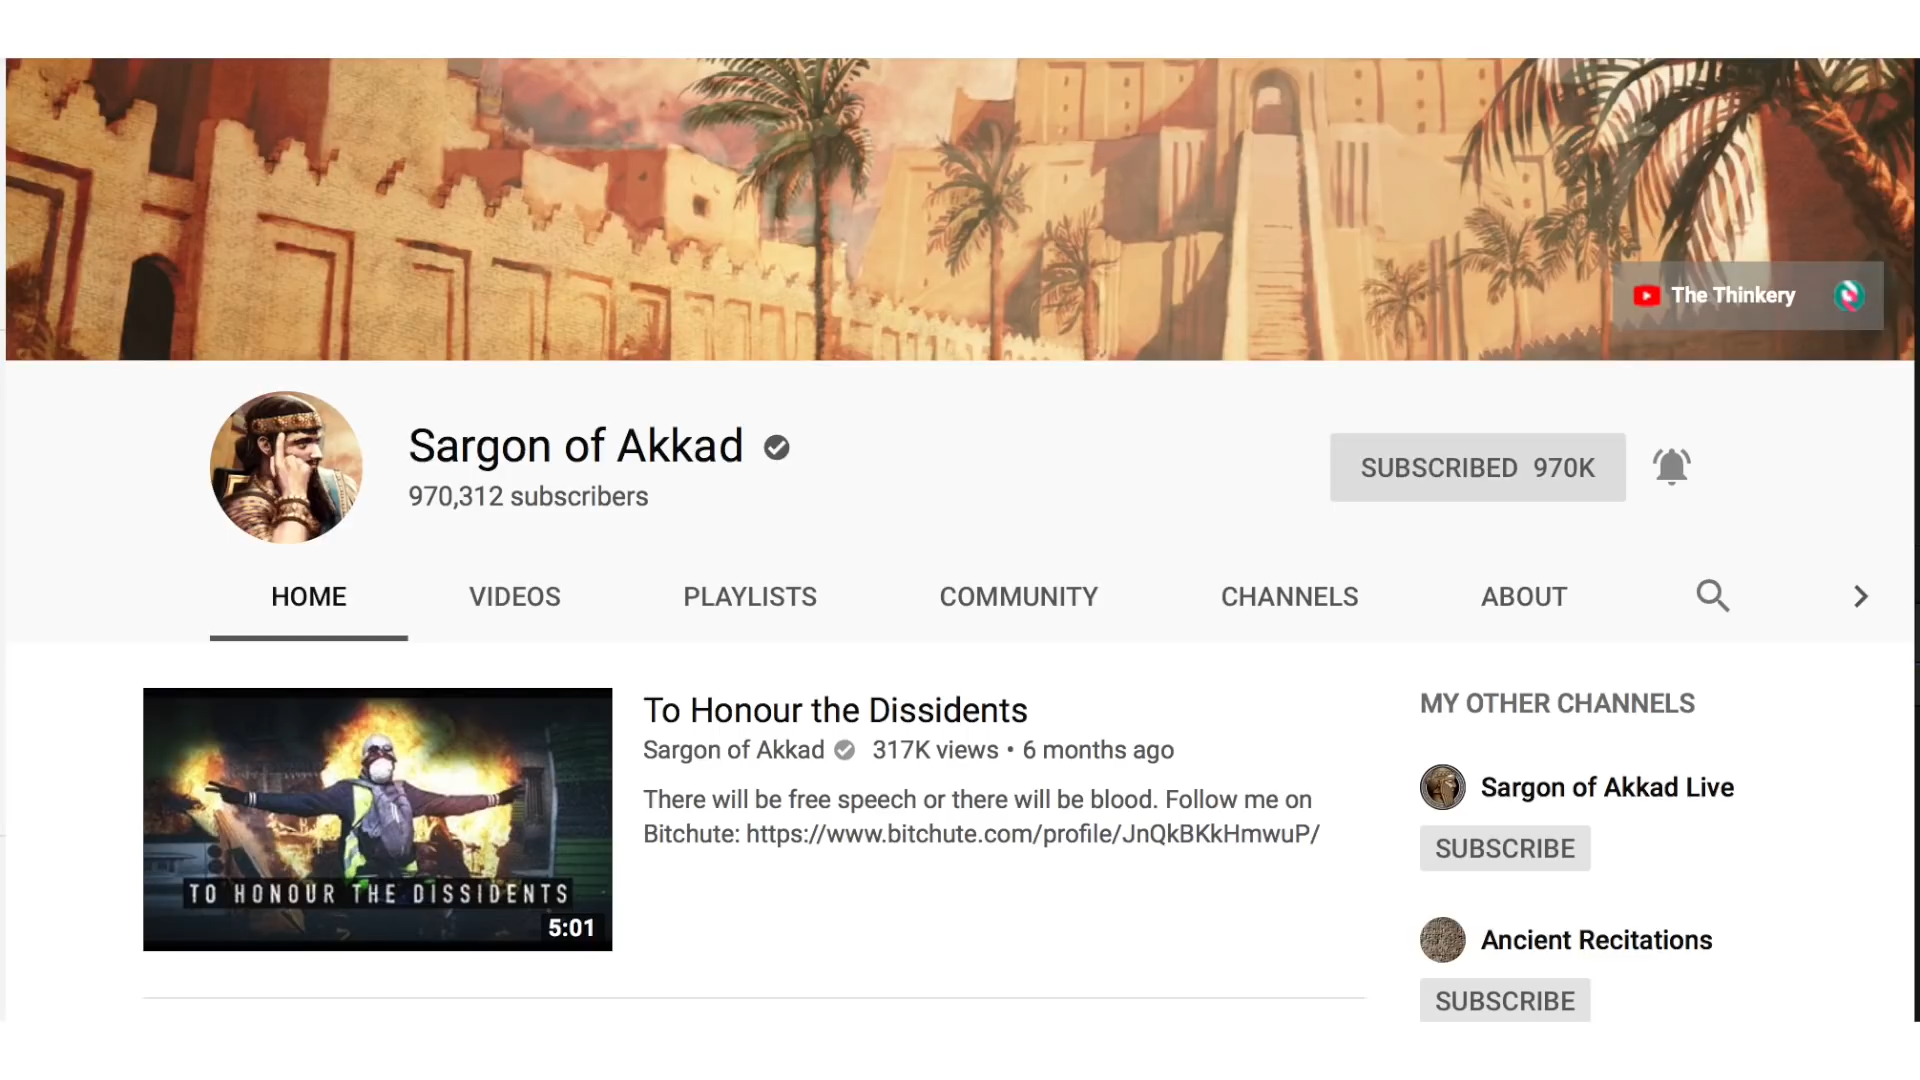 The Thinkery
Sargon of Akkad
970,312 subscribers
SUBSCRIBED 970K
HOME VIDEOS PLAYLISTS COMMUNITY CHANNELS ABOUT
TO HONOUR THE DISSIDENTS
5:01
To Honour the Dissidents
Sargon of Akkad 317K views • 6 months ago
There will be free speech or there will be blood. Follow me on
Bitchute: https://www.bitchute.com/profile/JnQkBKkHmwuP/
MY OTHER CHANNELS
Sargon of Akkad Live
SUBSCRIBE
Ancient Recitations
SUBSCRIBE